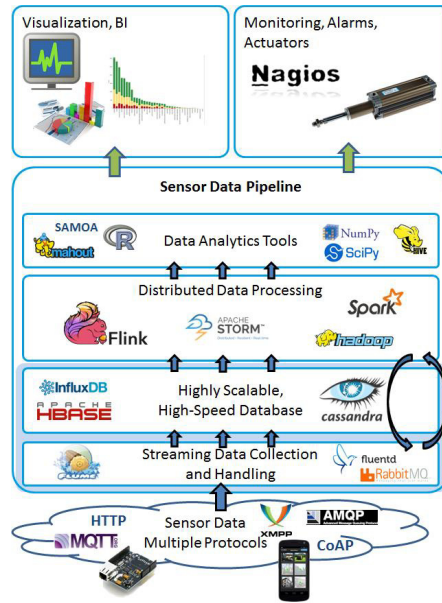 Visualization, BI
Monitoring, Alarms,
Actuators
Nagios
Sensor Data Pipeline
SAMOA
mahout
R
Data Analytics Tools
NumPy
SciPy
HIVE
Distributed Data Processing
Flink
APACHE
STORM™
Spark
hadoop
InfluxDB
APACHE
HBASE
Highly Scalable,
High-Speed Database
cassandra
Streaming Data Collection
and Handling
flume
fluentd
RabbitMQ
HTTP
MQTT
Sensor Data
Multiple Protocols
XMPP
AMQP
CoAP